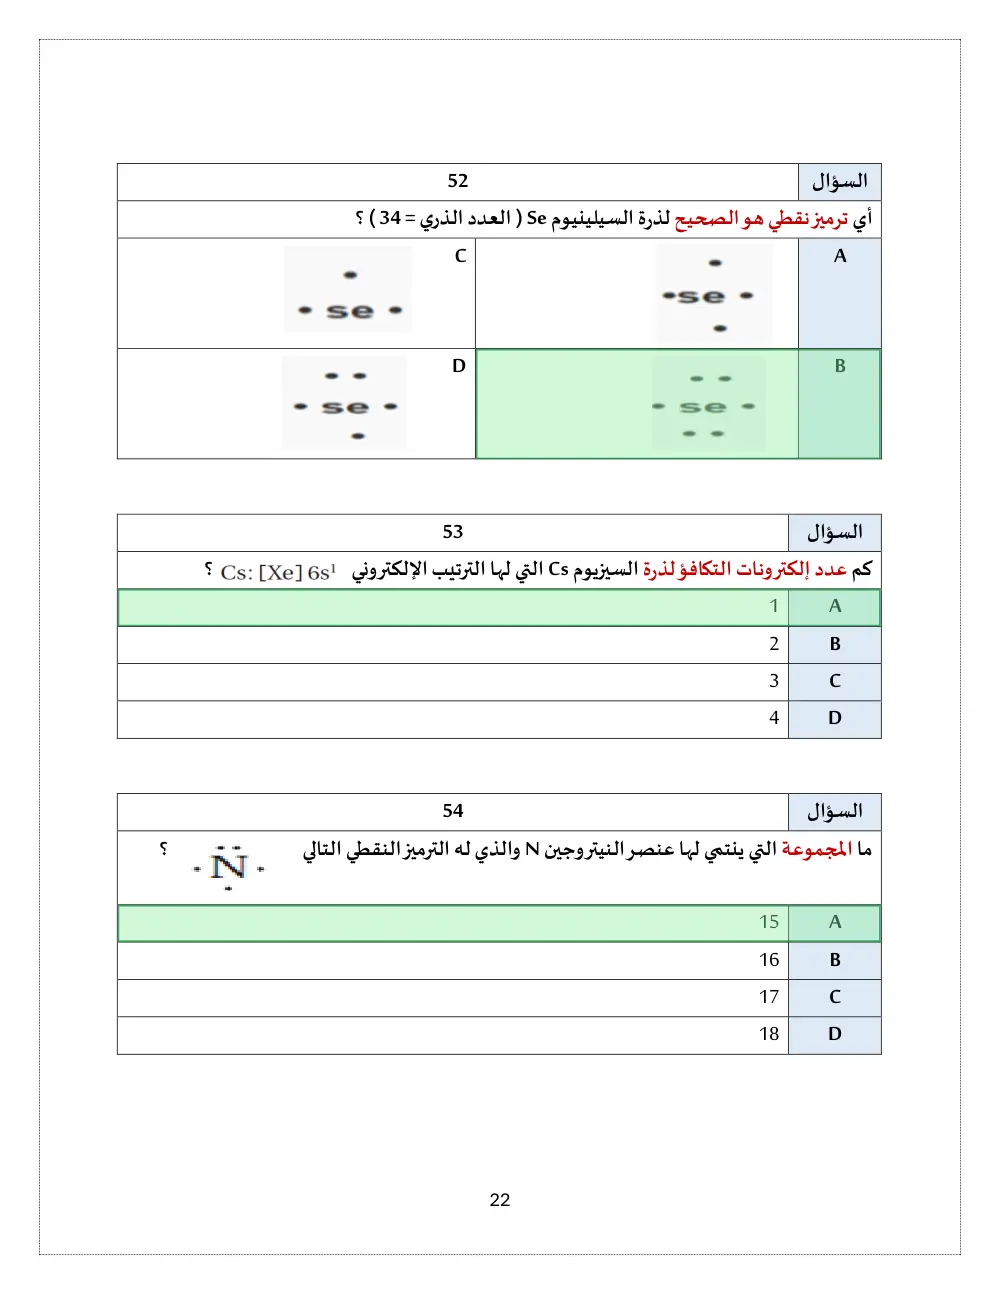 السؤال 52
أي ترميز نقطي هو الصحيح لذرة السيلينيوم Se ( العدد الذري = 34 ) ؟
A se
C se
B se
D se
السؤال 53
كم عدد إلكترونات التكافؤ لذرة السيزيوم Cs التي لها الترتيب الإلكتروني Cs: [Xe] 6s¹ ؟
A 1
B 2
C 3
D 4
السؤال 54
ما المجموعة التي ينتمي لها عنصر النيتروجين N والذي له الترميز النقطي التالي N ؟
A 15
B 16
C 17
D 18
22